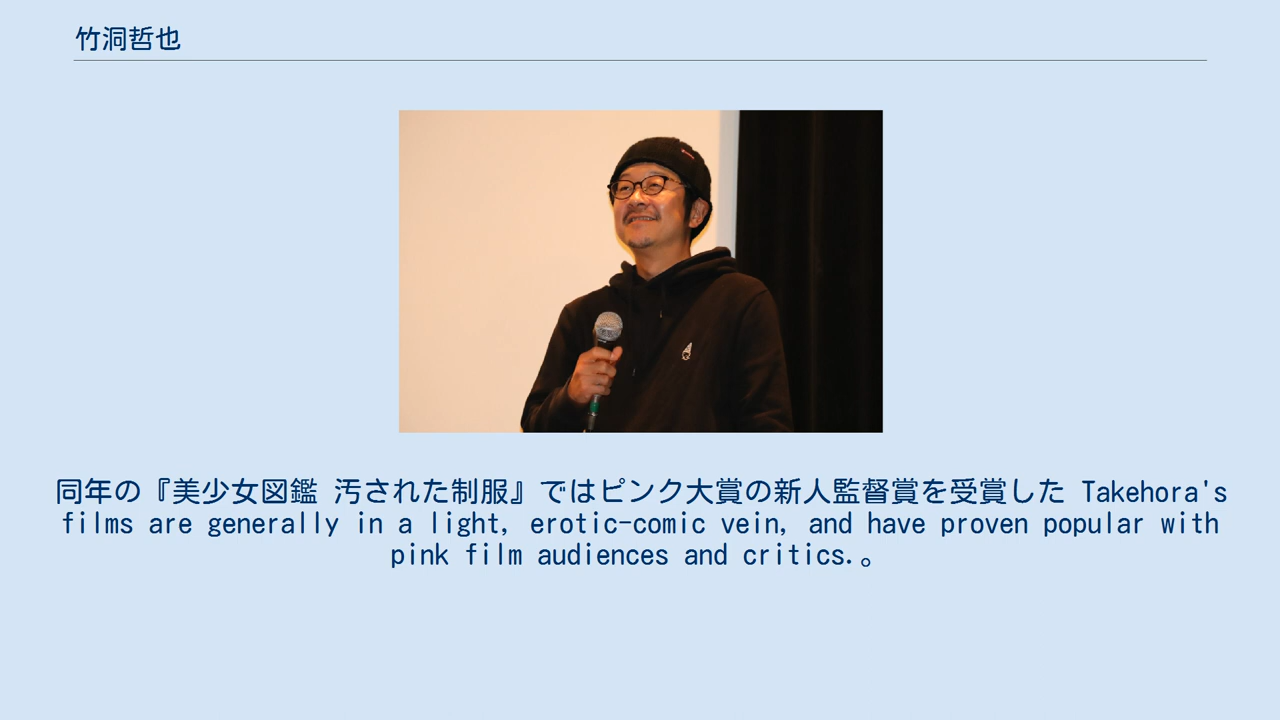 竹洞哲也
同年の『美少女図鑑 汚された制服』ではピンク大賞の新人監督賞を受賞した Takehora's
films are generally in a light, erotic-comic vein, and have proven popular with
pink film audiences and critics.。